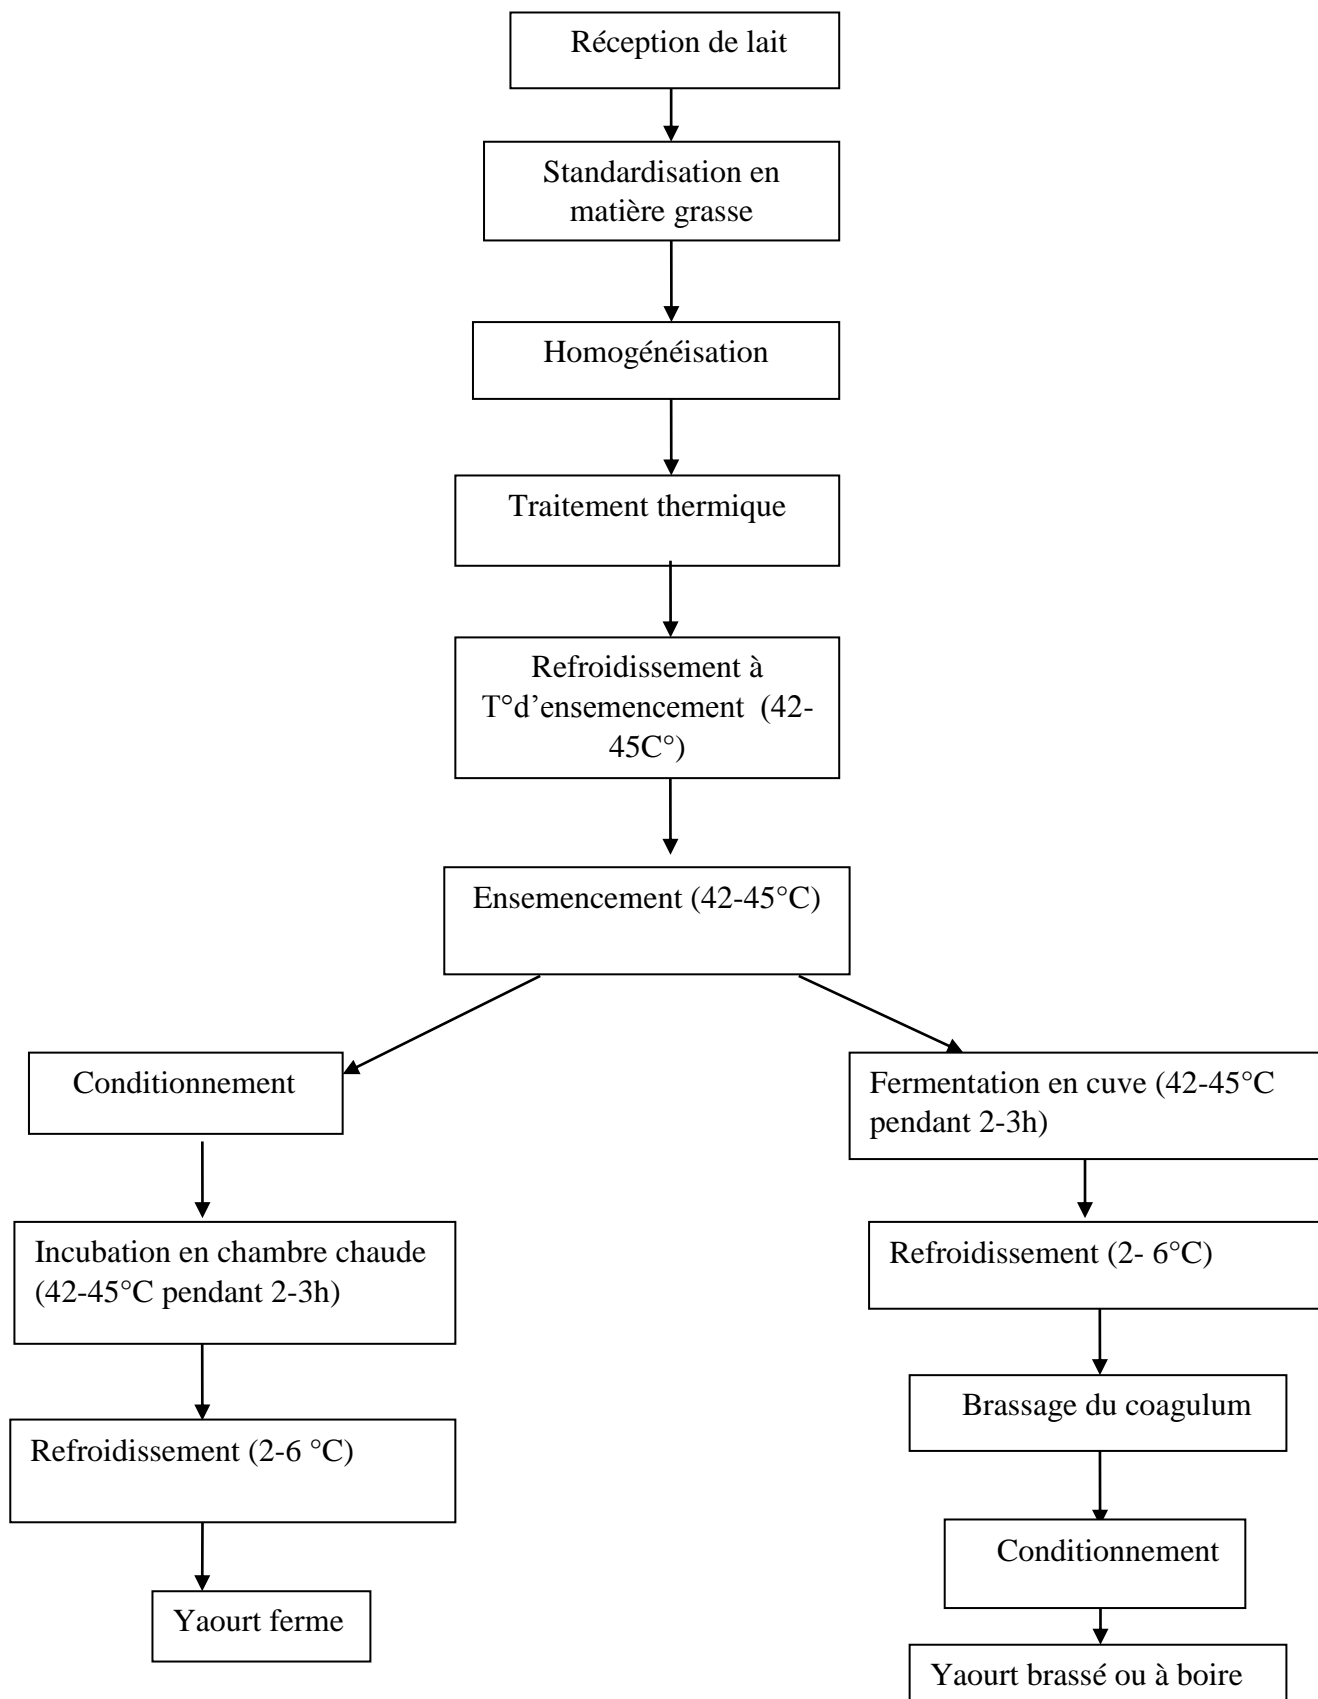 Réception de lait
Standardisation en
matière grasse
Homogénéisation
Traitement thermique
Refroidissement à
T°d’ensemencement (42-
45C°)
Ensemencement (42-45°C)
Conditionnement
Incubation en chambre chaude
(42-45°C pendant 2-3h)
Refroidissement (2-6 °C)
Yaourt ferme
Fermentation en cuve (42-45°C
pendant 2-3h)
Refroidissement (2- 6°C)
Brassage du coagulum
Conditionnement
Yaourt brassé ou à boire